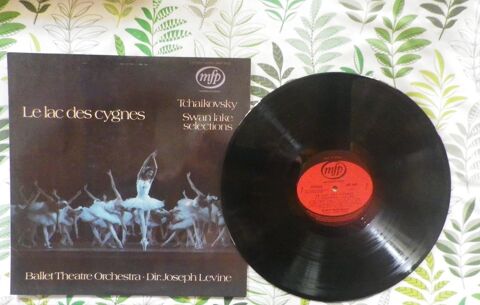 mfp
Le lac des cygnes
Tchaikovsky
Swan lake
selections
Ballet Theatre Orchestra · Dir. Joseph Levine
mfp